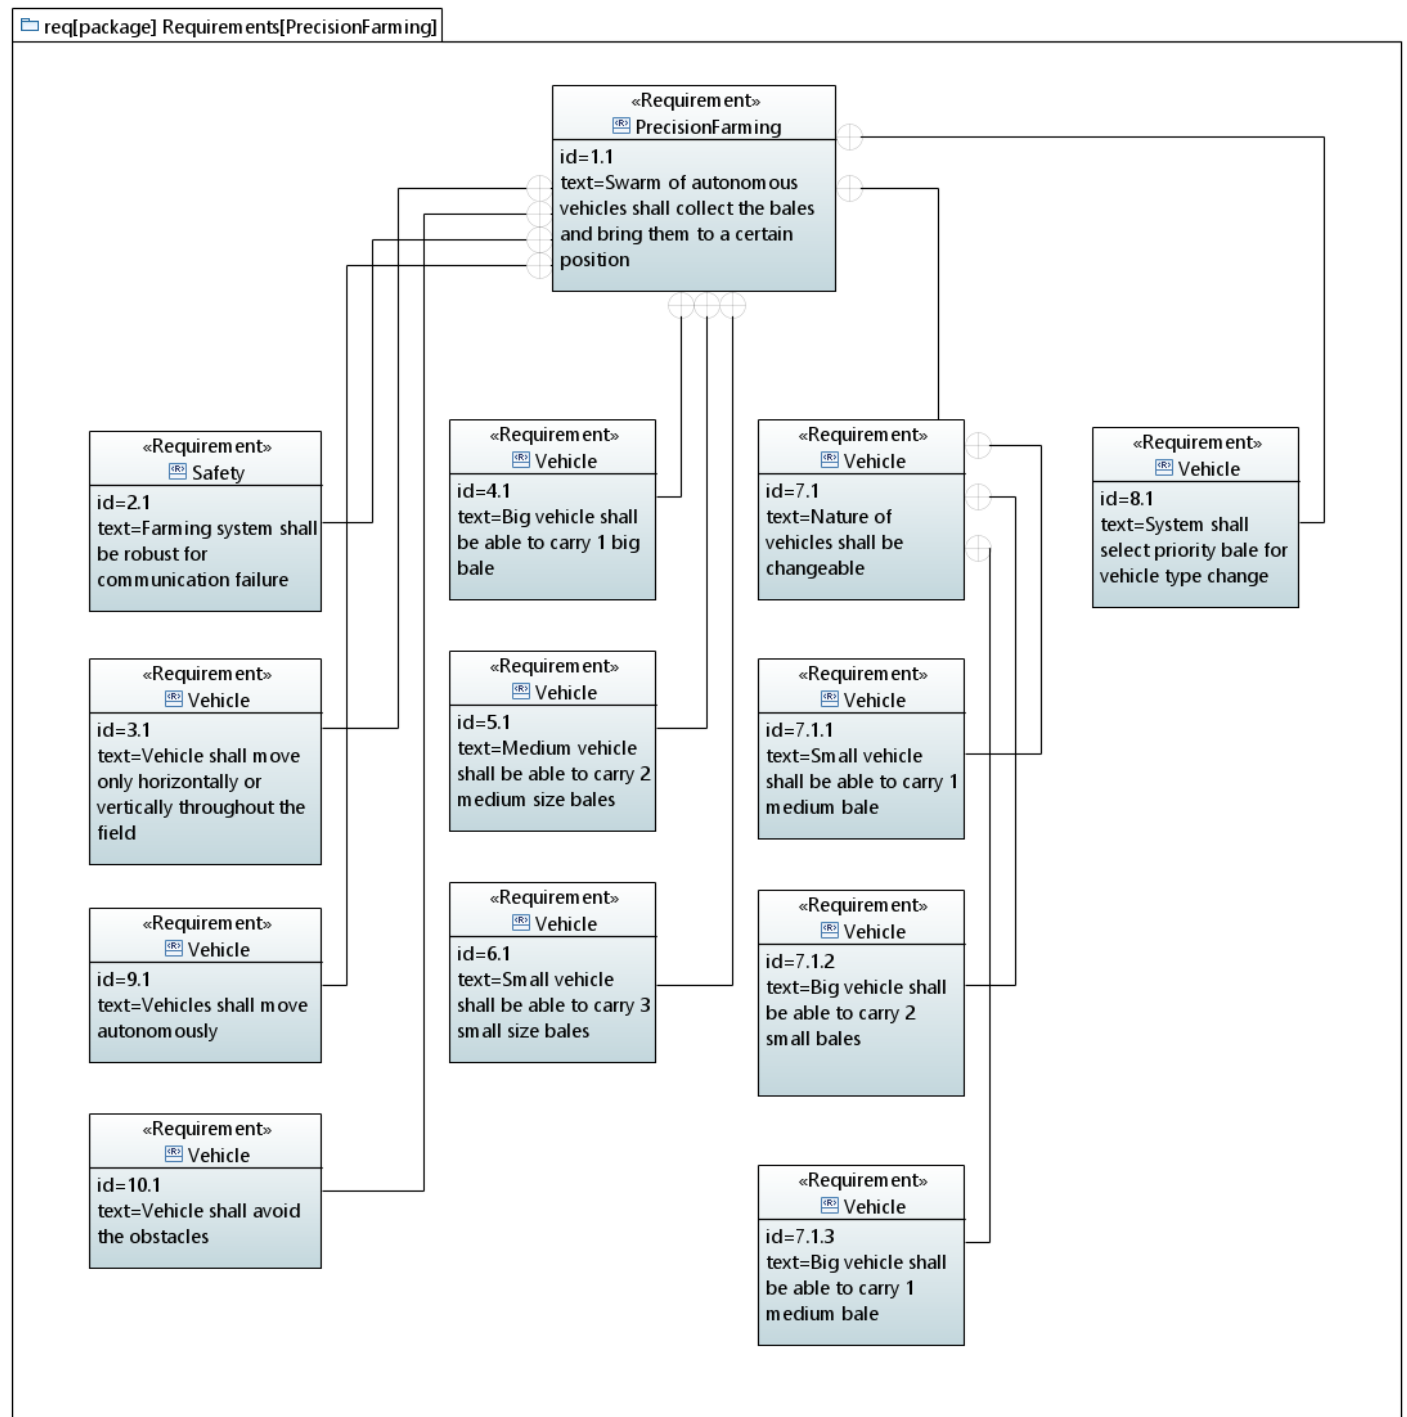 req[package] Requirements[PrecisionFarming]
«Requirement»
PrecisionFarming
id=1.1
text=Swarm of autonomous
vehicles shall collect the bales
and bring them to a certain
position
«Requirement»
Safety
id=2.1
text=Farming system shall
be robust for
communication failure
«Requirement»
Vehicle
id=4.1
text=Big vehicle shall
be able to carry 1 big
bale
«Requirement»
Vehicle
id=7.1
text=Nature of
vehicles shall be
changeable
«Requirement»
Vehicle
id=8.1
text=System shall
select priority bale for
vehicle type change
«Requirement»
Vehicle
id=3.1
text=Vehicle shall move
only horizontally or
vertically throughout the
field
«Requirement»
Vehicle
id=5.1
text=Medium vehicle
shall be able to carry 2
medium size bales
«Requirement»
Vehicle
id=7.1.1
text=Small vehicle
shall be able to carry 1
medium bale
«Requirement»
Vehicle
id=9.1
text=Vehicles shall move
autonomously
«Requirement»
Vehicle
id=6.1
text=Small vehicle
shall be able to carry 3
small size bales
«Requirement»
Vehicle
id=7.1.2
text=Big vehicle shall
be able to carry 2
small bales
«Requirement»
Vehicle
id=10.1
text=Vehicle shall avoid
the obstacles
«Requirement»
Vehicle
id=7.1.3
text=Big vehicle shall
be able to carry 1
medium bale